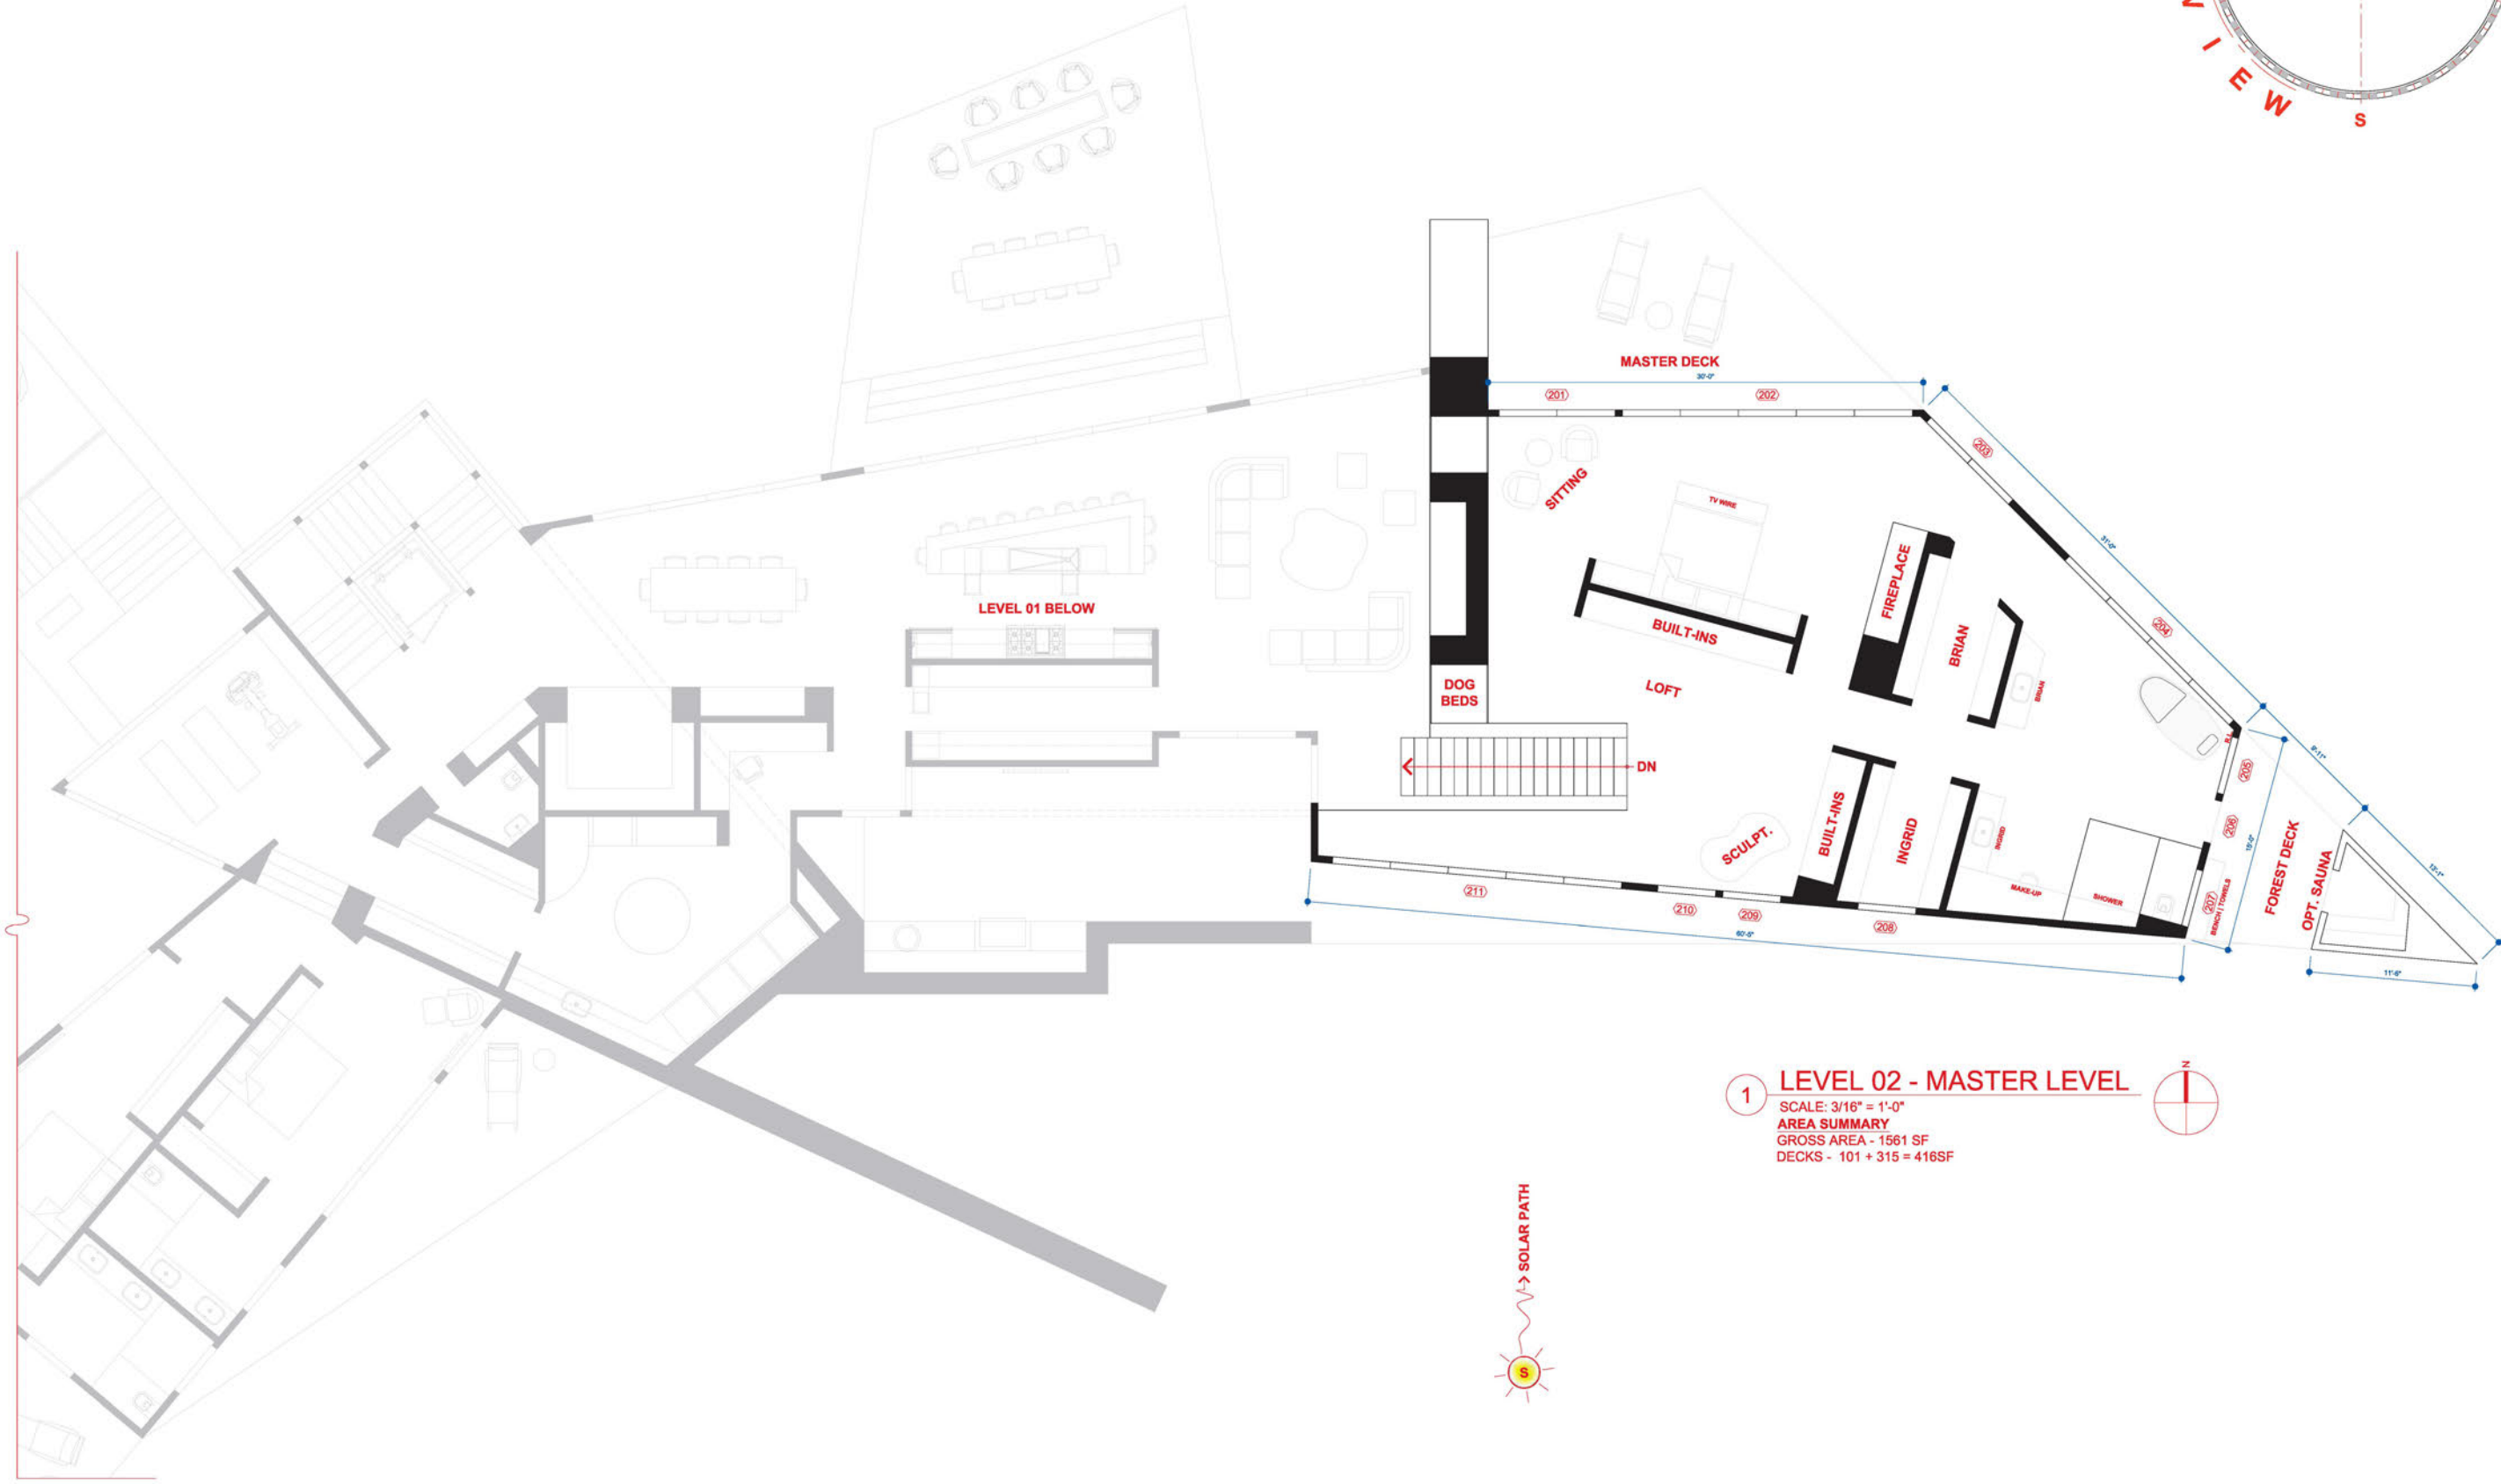 V I E W
S
MASTER DECK
30'-0"
201
202
203
SITTING
TV WIRE
31'-0"
FIREPLACE
BUILT-INS
BRIAN
204
LEVEL 01 BELOW
DOG
BEDS
LOFT
BRIAN
DN
9'-11"
205
BUILT-INS
INGRID
INGRID
206
15'-0"
SCULPT.
FOREST DECK
OPT. SAUNA
MAKE-UP
SHOWER
207
BENCH | TOWELS
211
210
209
208
60'-5"
11'-6"
1
LEVEL 02 - MASTER LEVEL
N
SCALE: 3/16" = 1'-0"
AREA SUMMARY
GROSS AREA - 1561 SF
DECKS - 101 + 315 = 416SF
SOLAR PATH
S